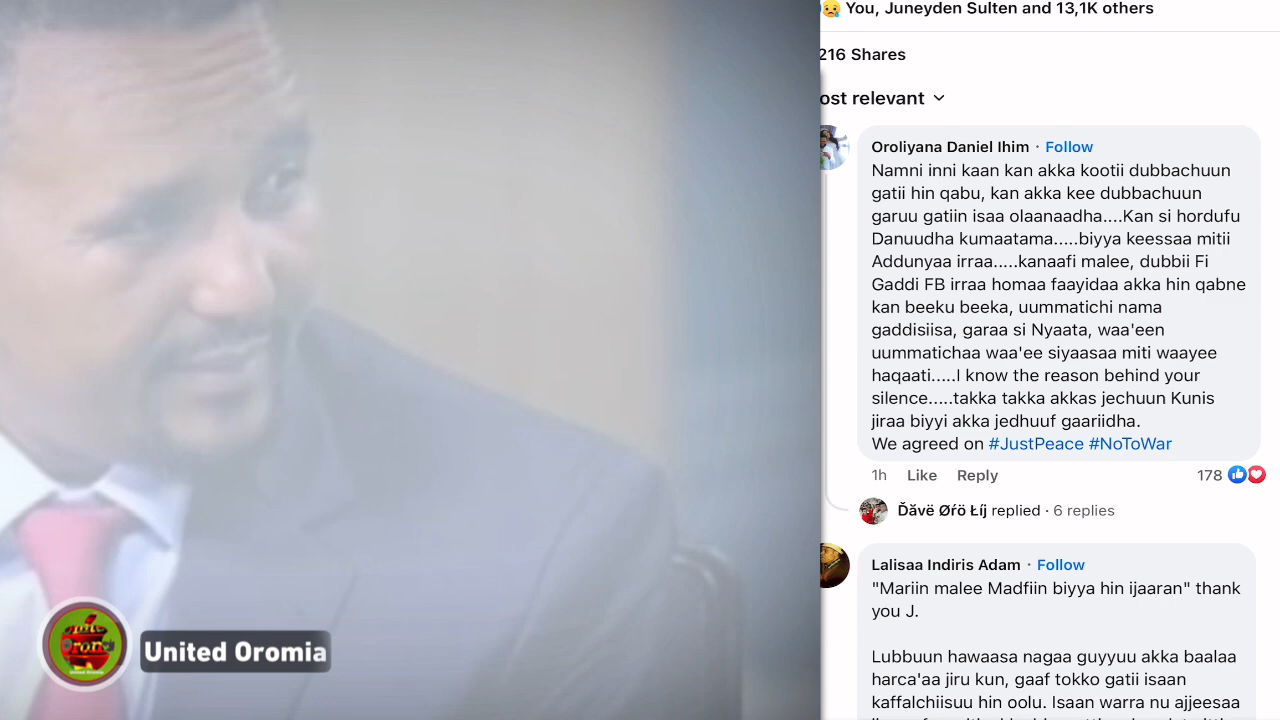 You, Juneyden Sulten and 13,1K others
216 Shares
ost relevant
Oroliyana Daniel Ihim · Follow
Namni inni kaan kan akka kootii dubbachuun
gatii hin qabu, kan akka kee dubbachuun
garuu gatiin isaa olaanaadha....Kan si hordufu
Danuudha kumaatama.....biyya keessaa mitii
Addunyaa irraa.....kanaafi malee, dubbii Fi
Gaddi FB irraa homaa faayidaa akka hin qabne
kan beeku beeka, uummatichi nama
gaddisiisa, garaa si Nyaata, waa'een
uummatichaa waa'ee siyaasaa miti waayee
haqaati.....I know the reason behind your
silence.....takka takka akkas jechuun Kunis
jiraa biyyi akka jedhuuf gaariidha.
We agreed on #JustPeace #NoToWar
1h Like Reply 178
Ďăvë Øŕö Łíj replied · 6 replies
Lalisaa Indiris Adam · Follow
"Mariin malee Madfiin biyya hin ijaaran" thank
you J.
Lubbuun hawaasa nagaa guyyuu akka baalaa
harca'aa jiru kun, gaaf tokko gatii isaan
kaffalchiisuu hin oolu. Isaan warra nu ajjeesaa
United Oromia